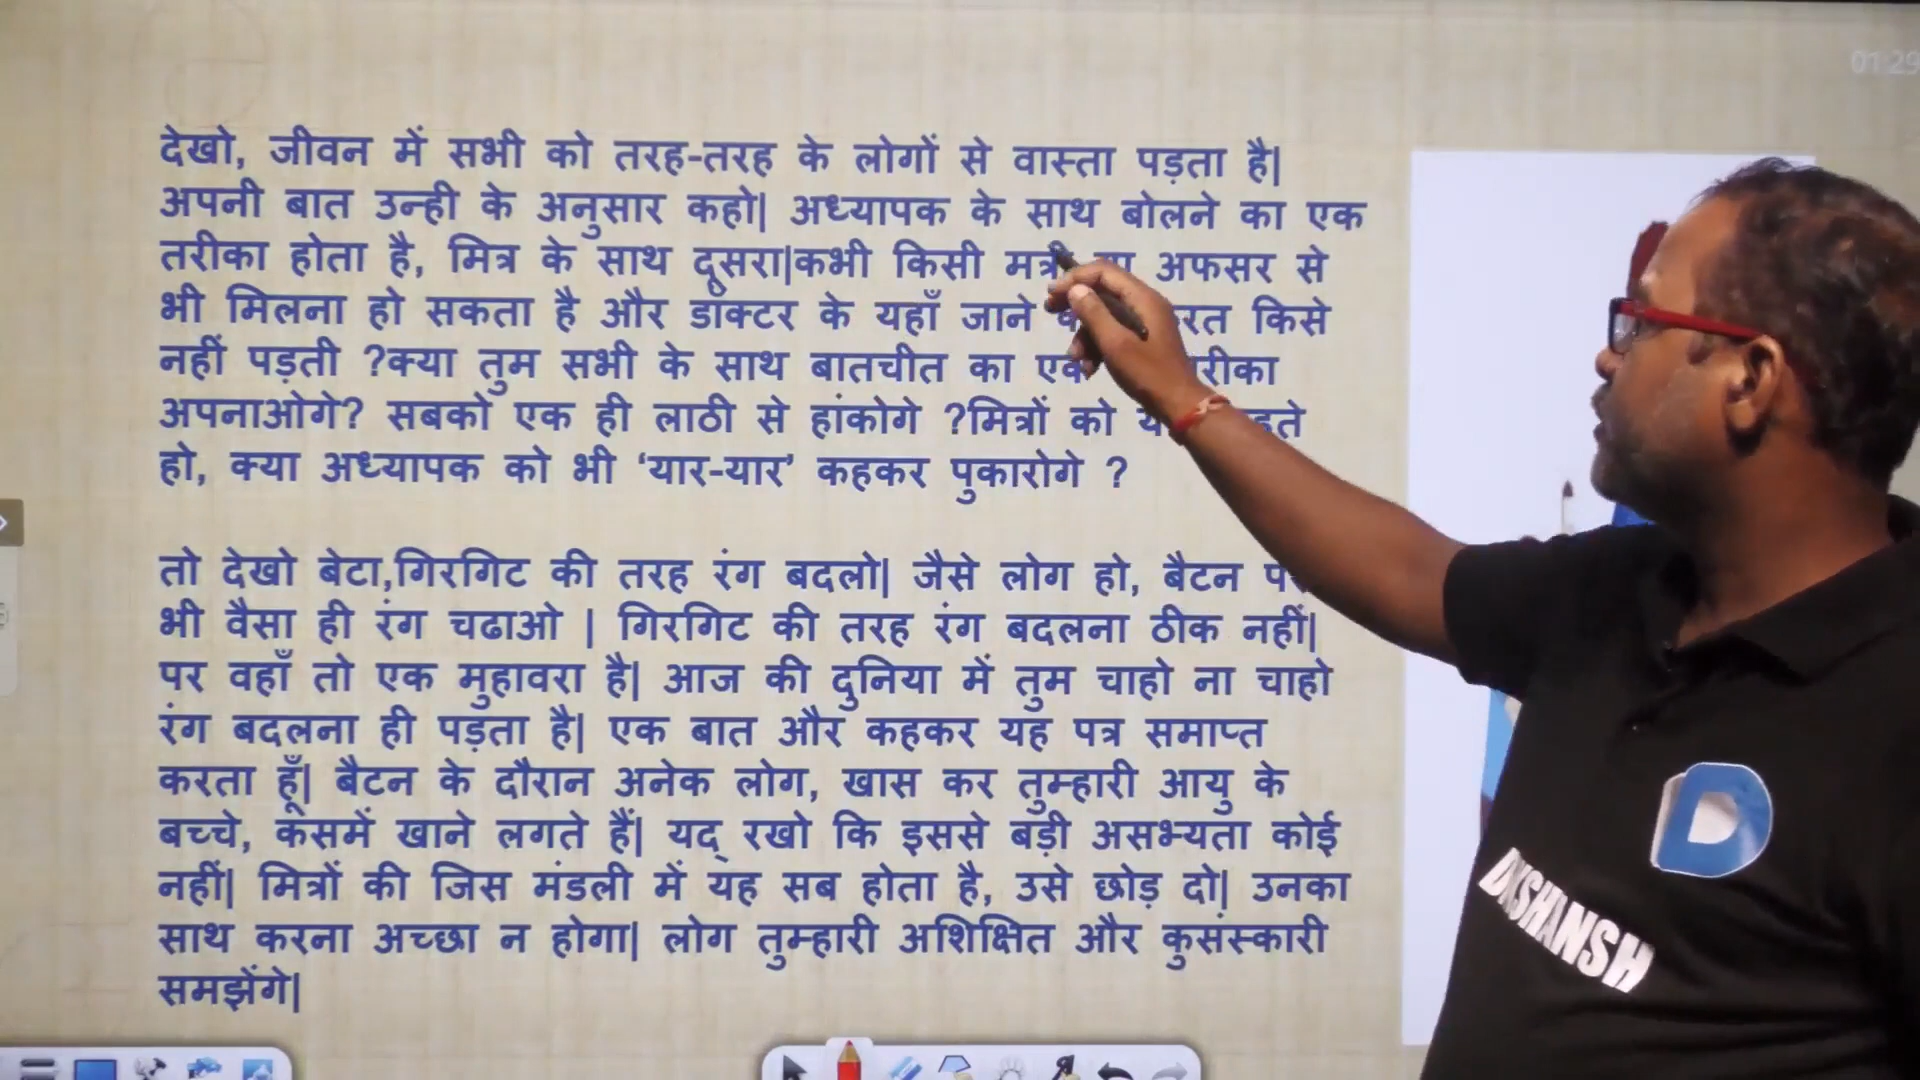 01:29
देखो, जीवन में सभी को तरह-तरह के लोगों से वास्ता पड़ता है|
अपनी बात उन्ही के अनुसार कहो| अध्यापक के साथ बोलने का एक
तरीका होता है, मित्र के साथ दूसरा|कभी किसी मत्री अफसर से
भी मिलना हो सकता है और डॉक्टर के यहाँ जाने किसे
नहीं पड़ती ?क्या तुम सभी के साथ बातचीत का
अपनाओगे? सबको एक ही लाठी से हांकोगे ?मित्रों को
हो, क्या अध्यापक को भी ‘यार-यार’ कहकर पुकारोगे ?
तो देखो बेटा,गिरगिट की तरह रंग बदलो| जैसे लोग हो, बैटन
भी वैसा ही रंग चढाओ | गिरगिट की तरह रंग बदलना ठीक नहीं|
पर वहाँ तो एक मुहावरा है| आज की दुनिया में तुम चाहो ना चाहो
रंग बदलना ही पड़ता है| एक बात और कहकर यह पत्र समाप्त
करता हूँ| बैटन के दौरान अनेक लोग, खास कर तुम्हारी आयु के
बच्चे, कसमें खाने लगते हैं| यद् रखो कि इससे बड़ी असभ्यता कोई
नहीं| मित्रों की जिस मंडली में यह सब होता है, उसे छोड़ दो| उनका
साथ करना अच्छा न होगा| लोग तुम्हारी अशिक्षित और कुसंस्कारी
समझेंगे|
D
DKSHANSH